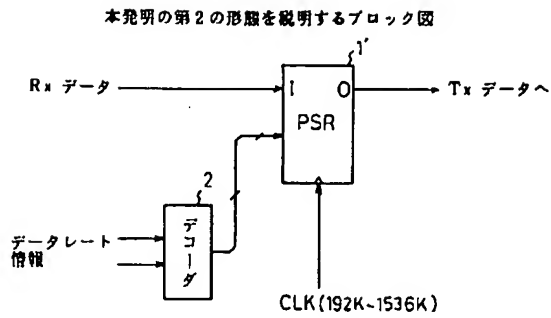 本発明の第2の形態を説明するブロック図
1'
Rx データ
I O
Tx データへ
PSR
2
デコーダ
データレート
情報
CLK(192K~1536K)